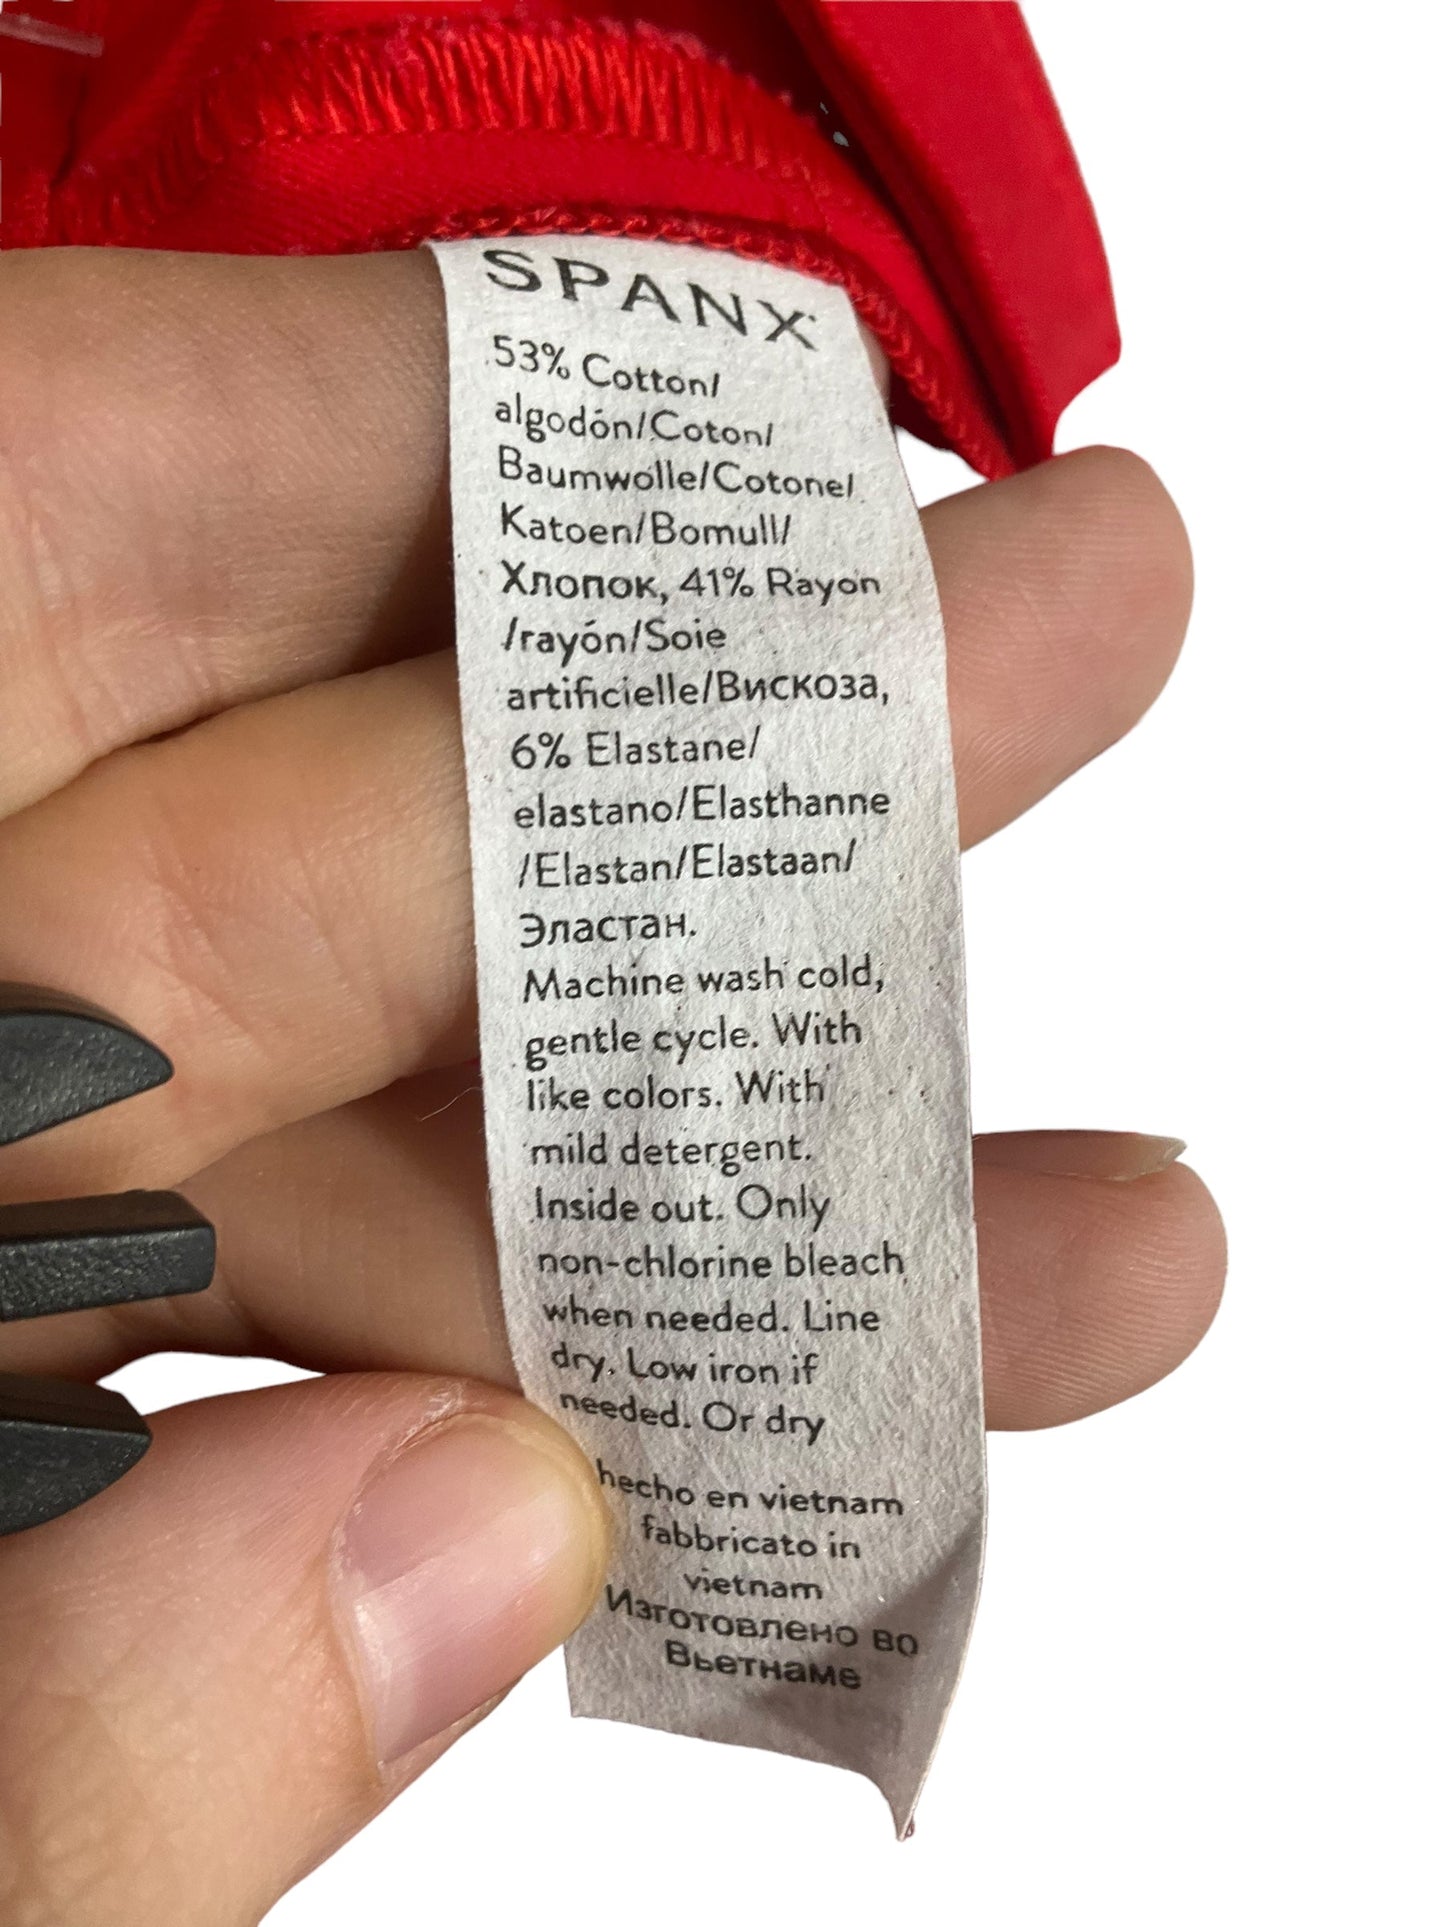 SPANX
53% Cotton/
algodón/Coton/
Baumwolle/Cotone/
Katoen/Bomull/
Хлопок, 41% Rayon
/rayón/Soie
artificielle/Вискоза,
6% Elastane/
elastano/Elasthanne
/Elastan/Elastaan/
Эластан.
Machine wash cold,
gentle cycle. With
like colors. With
mild detergent.
Inside out. Only
non-chlorine bleach
when needed. Line
dry. Low iron if
needed. Or dry
hecho en vietnam
fabbricato in
vietnam
Изготовлено во
Вьетнаме